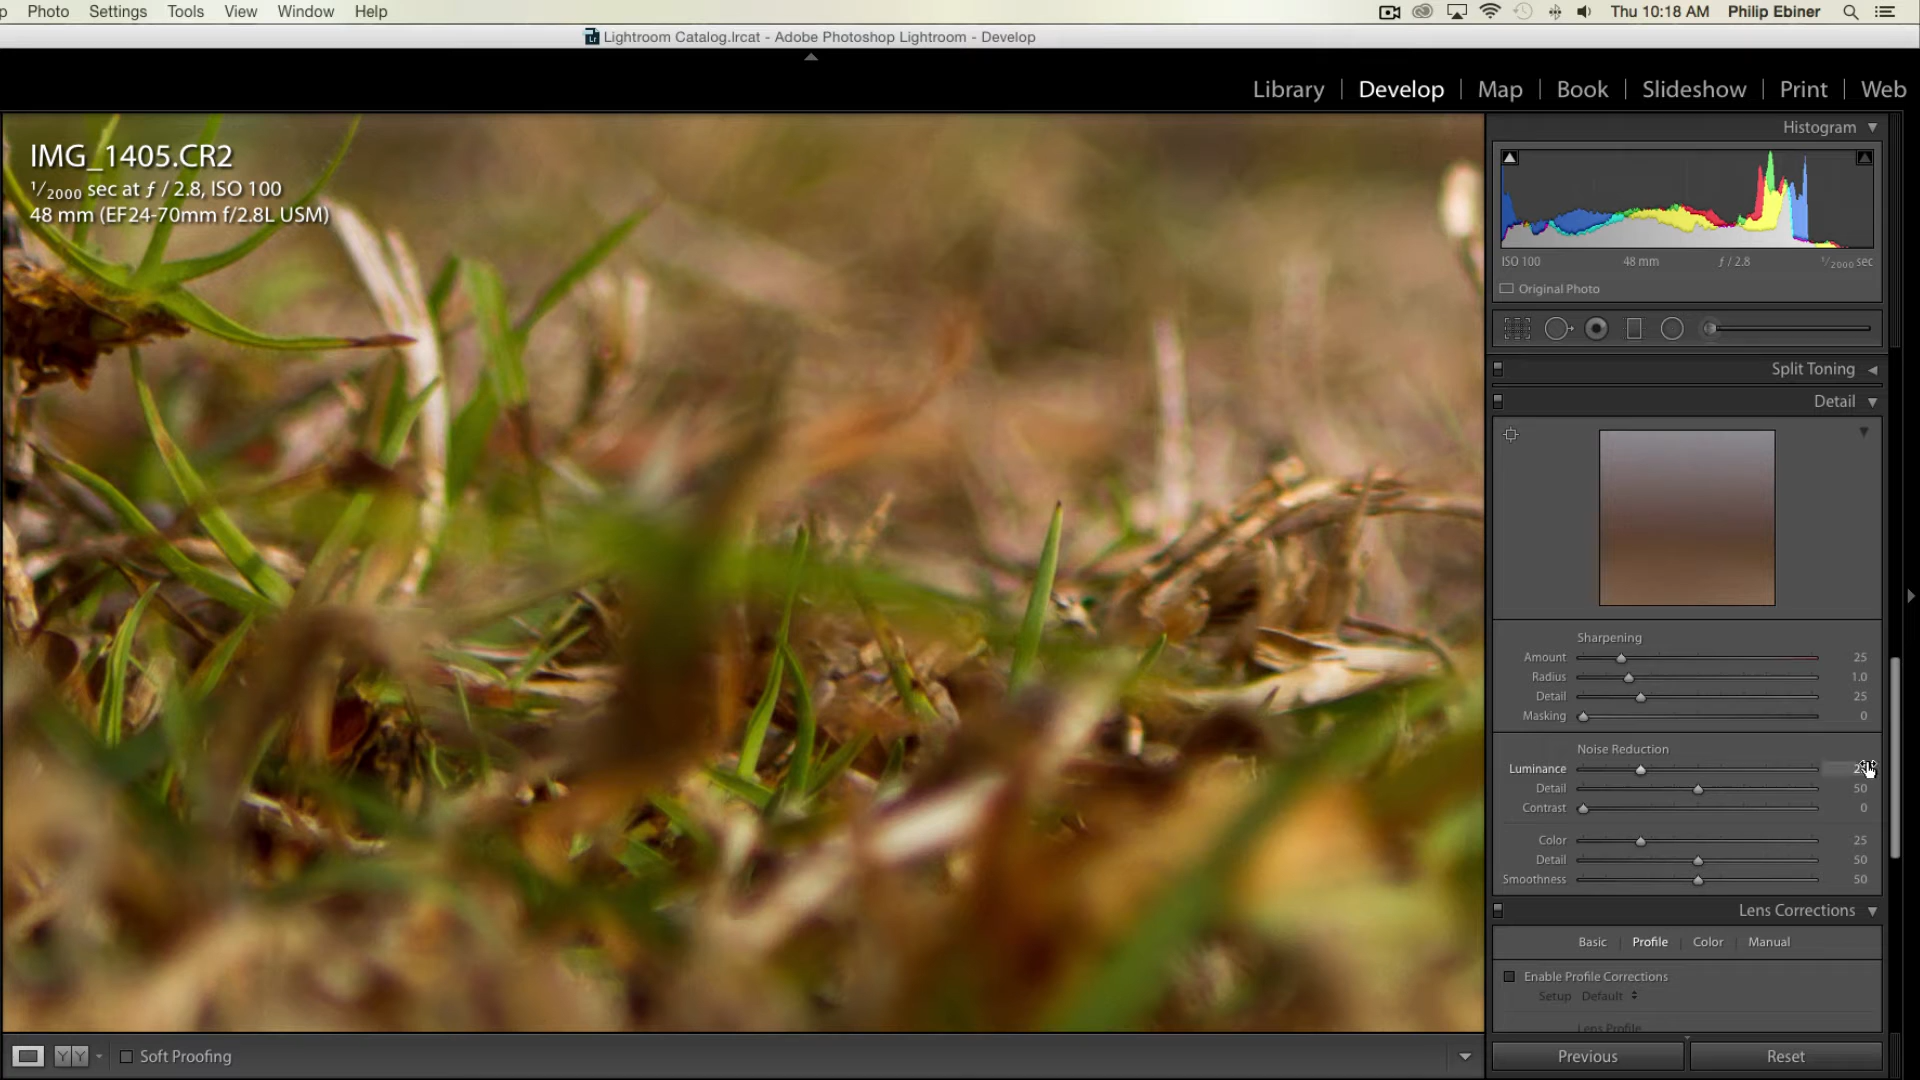 Photo Settings Tools View Window Help Thu 10:18 AM Philip Ebiner
Lightroom Catalog.lrcat - Adobe Photoshop Lightroom - Develop
Library | Develop | Map | Book | Slideshow | Print | Web
IMG_1405.CR2
1/2000 sec at ƒ / 2.8, ISO 100
48 mm (EF24-70mm f/2.8L USM)
Histogram
ISO 100 48 mm ƒ / 2.8 1/2000 sec
Original Photo
Split Toning
Detail
Sharpening
Amount 25
Radius 1.0
Detail 25
Masking 0
Noise Reduction
Luminance
Detail 50
Contrast 0
Color 25
Detail 50
Smoothness 50
Lens Corrections
Basic | Profile | Color | Manual
Enable Profile Corrections
Setup Default
Lens Profile
Soft Proofing
Previous Reset